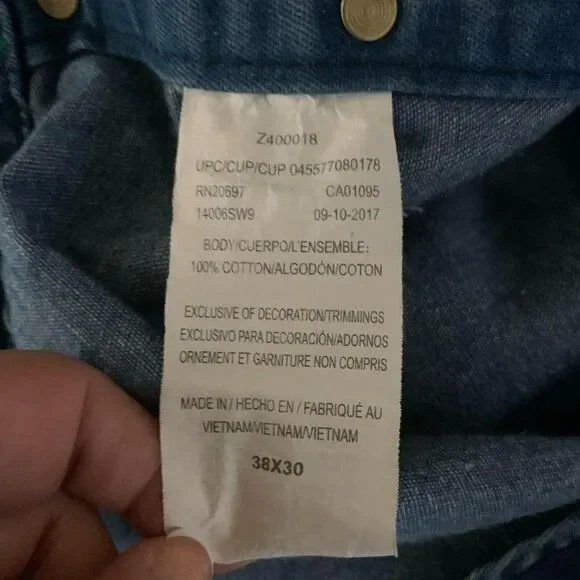 Z400018
UPC/CUP/CUP 045577080178
RN20697 CA01095
14006SW9 09-10-2017
BODY/CUERPO/L'ENSEMBLE:
100% COTTON/ALGODÓN/COTON
EXCLUSIVE OF DECORATION/TRIMMINGS
EXCLUSIVO PARA DECORACIÓN/ADORNOS
ORNEMENT ET GARNITURE NON COMPRIS
MADE IN / HECHO EN / FABRIQUÉ AU
VIETNAM/VIETNAM/VIETNAM
38X30